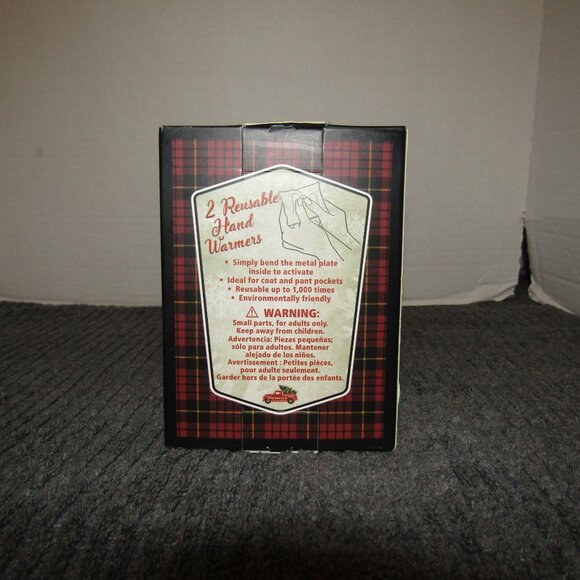 2 Reusable
Hand
Warmers
• Simply bend the metal plate
inside to activate
• Ideal for coat and pant pockets
• Reusable up to 1,000 times
• Environmentally friendly
⚠ WARNING:
Small parts, for adults only.
Keep away from children.
Advertencia: Piezas pequeñas;
sólo para adultos. Mantener
alejado de los niños.
Avertissement : Petites pièces,
pour adulte seulement.
Garder hors de la portée des enfants.